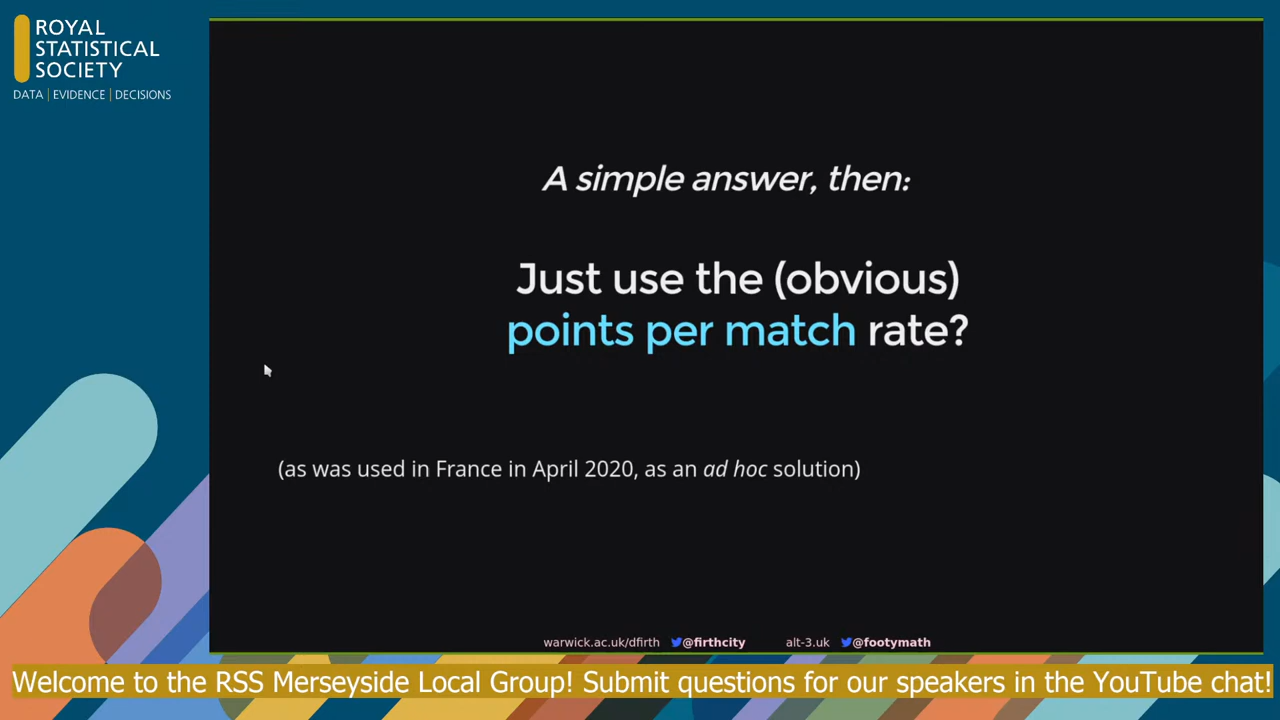 ROYAL
STATISTICAL
SOCIETY
DATA | EVIDENCE | DECISIONS
A simple answer, then:
Just use the (obvious)
points per match rate?
(as was used in France in April 2020, as an ad hoc solution)
warwick.ac.uk/dfirth @firthcity alt-3.uk @footymath
Welcome to the RSS Merseyside Local Group! Submit questions for our speakers in the YouTube chat!